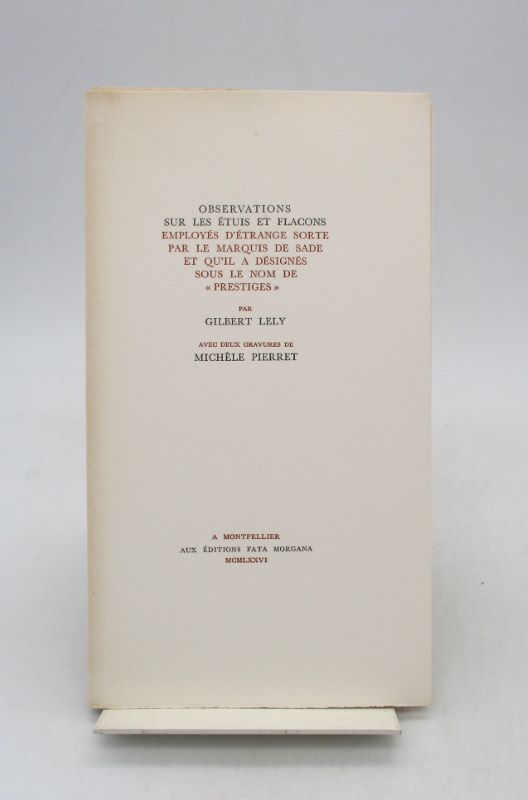 OBSERVATIONS
SUR LES ÉTUIS ET FLACONS
EMPLOYÉS D'ÉTRANGE SORTE
PAR LE MARQUIS DE SADE
ET QU'IL A DÉSIGNÉS
SOUS LE NOM DE
« PRESTIGES »
PAR
GILBERT LELY
AVEC DEUX GRAVURES DE
MICHÈLE PIERRET
A MONTPELLIER
AUX ÉDITIONS FATA MORGANA
MCMLXXVI